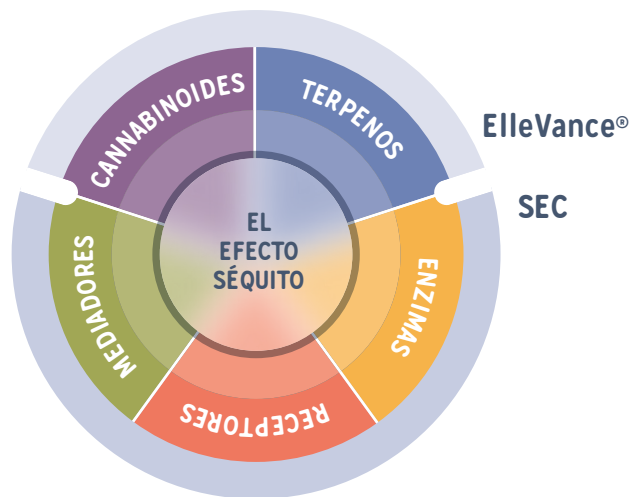 CANNABINOIDES
TERPENOS
ElleVance®
SEC
EL
EFECTO
SÉQUITO
MEDIADORES
ENZIMAS
RECEPTORES